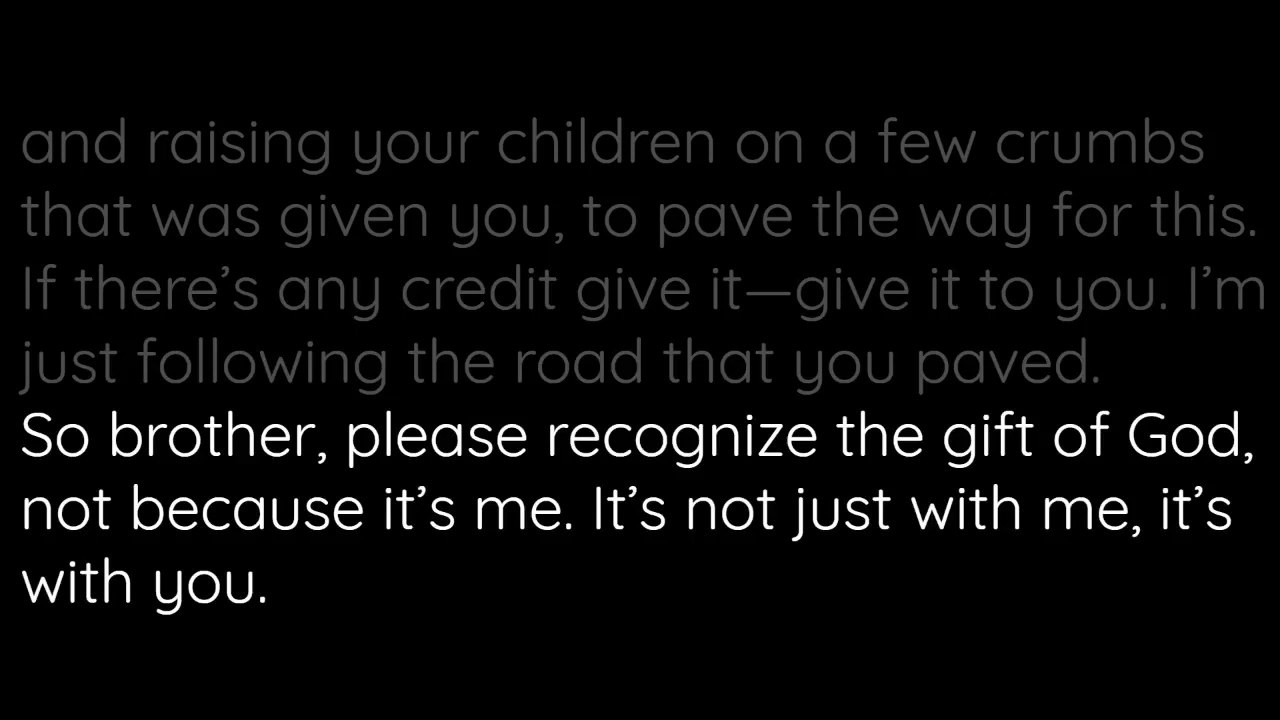 and raising your children on a few crumbs
that was given you, to pave the way for this.
If there’s any credit give it—give it to you. I’m
just following the road that you paved.
So brother, please recognize the gift of God,
not because it’s me. It’s not just with me, it’s
with you.